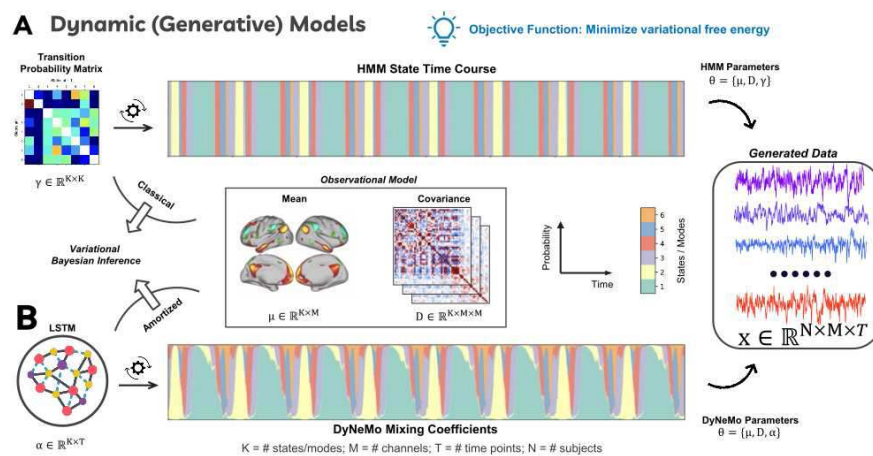 A
Dynamic (Generative) Models
Objective Function: Minimize variational free energy
Transition
Probability Matrix
HMM State Time Course
HMM Parameters
θ = {μ, D, γ}
γ ∈ ℝ^{K×K}
Classical
Variational
Bayesian Inference
Amortized
Observational Model
Mean
Covariance
μ ∈ ℝ^{K×M}
D ∈ ℝ^{K×M×M}
Probability
Time
6
5
4
3
2
1
States / Modes
Generated Data
x ∈ ℝ^{N×M×T}
B
LSTM
α ∈ ℝ^{K×T}
DyNeMo Mixing Coefficients
DyNeMo Parameters
θ = {μ, D, α}
K = # states/modes; M = # channels; T = # time points; N = # subjects